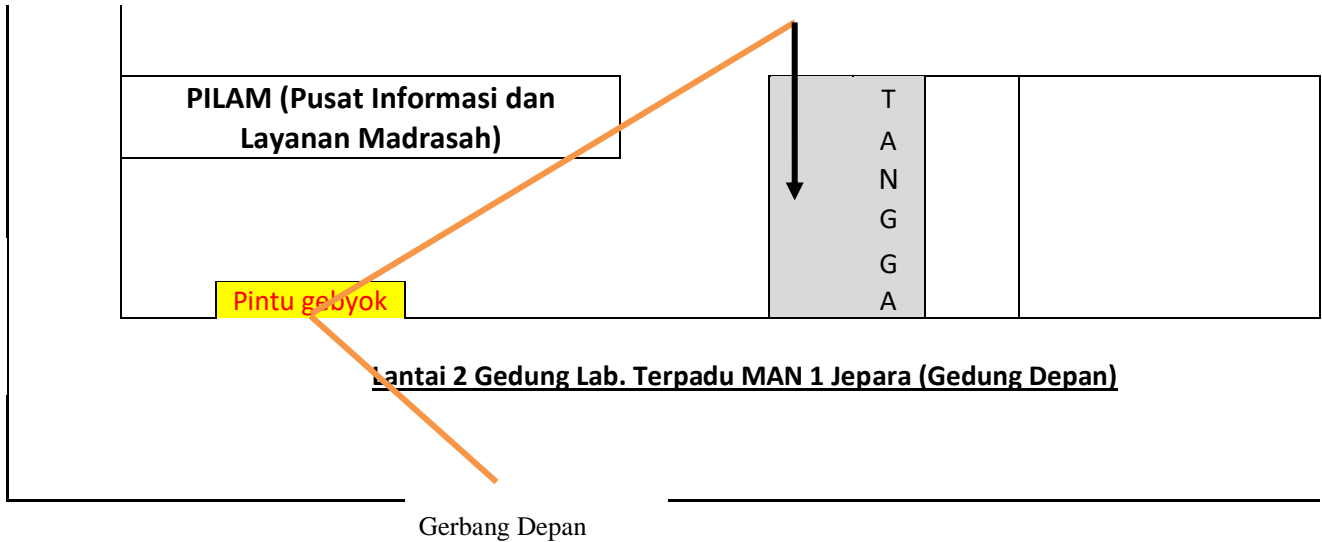 PILAM (Pusat Informasi dan
Layanan Madrasah)
T
A
N
G
G
A
Pintu gebyok
Lantai 2 Gedung Lab. Terpadu MAN 1 Jepara (Gedung Depan)
Gerbang Depan